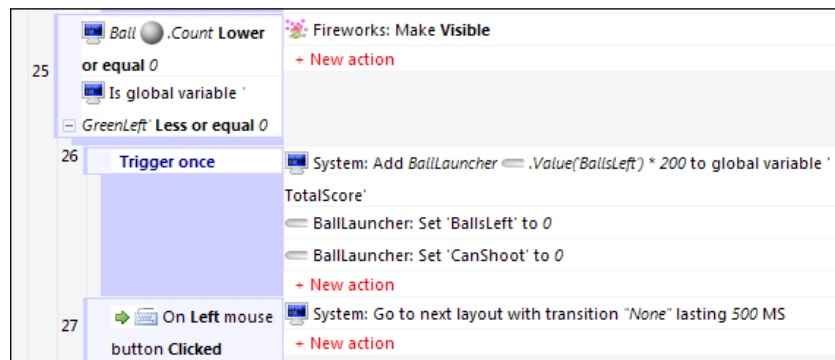 25
Ball .Count Lower
or equal 0
Is global variable '
GreenLeft' Less or equal 0
Fireworks: Make Visible
+ New action
26
Trigger once
System: Add BallLauncher .Value('BallsLeft') * 200 to global variable '
TotalScore'
BallLauncher: Set 'BallsLeft' to 0
BallLauncher: Set 'CanShoot' to 0
+ New action
27
On Left mouse
button Clicked
System: Go to next layout with transition "None" lasting 500 MS
+ New action